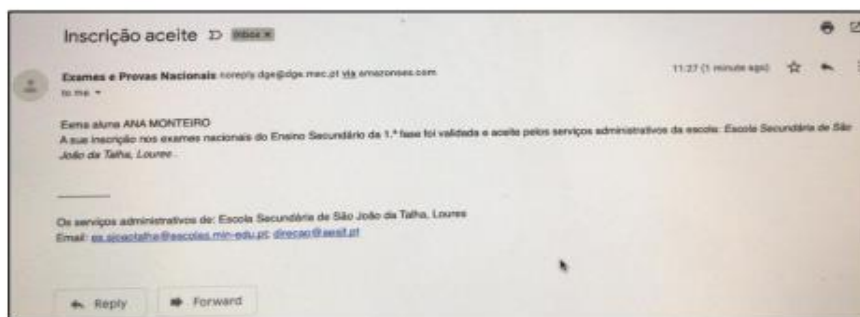 Inscrição aceite
Inbox x
Exames e Provas Nacionais noreply.dge@dge.mec.pt via amazonses.com
11:27 (1 minute ago)
to me
ANA MONTEIRO
A sua inscrição nos exames nacionais do Ensino Secundário da 1.ª fase foi validada e aceite pelos serviços administrativos da escola: Escola Secundária de São
João da Talha, Loures.
Os serviços administrativos de: Escola Secundária de São João da Talha, Loures
Email:
Reply
Forward